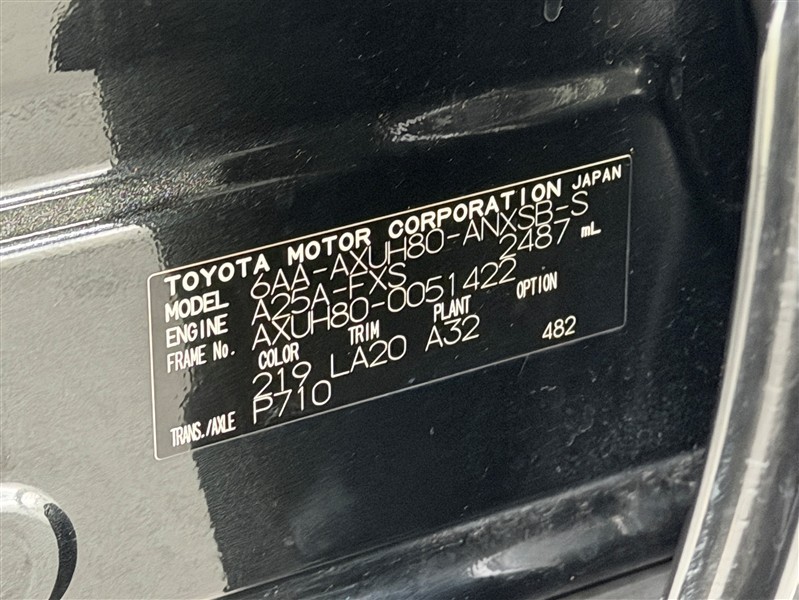 TOYOTA MOTOR CORPORATION JAPAN
MODEL 6AA-AXUH80-ANXSB-S
ENGINE A25A-FXS 2487 mL
FRAME No. AXUH80-0051422
COLOR TRIM PLANT OPTION
219 LA20 A32 482
TRANS./AXLE P710